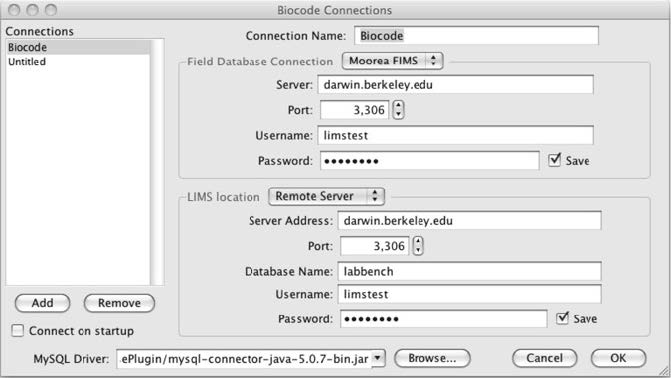 Biocode Connections
Connections
Biocode
Untitled
Connection Name: Biocode
Field Database Connection Moorea FIMS
Server: darwin.berkeley.edu
Port: 3,306
Username: limstest
Password: •••••••• Save
LIMS location Remote Server
Server Address: darwin.berkeley.edu
Port: 3,306
Database Name: labbench
Username: limstest
Password: •••••••• Save
Add Remove
Connect on startup
MySQL Driver: .ePlugin/mysql-connector-java-5.0.7-bin.jar Browse... Cancel OK